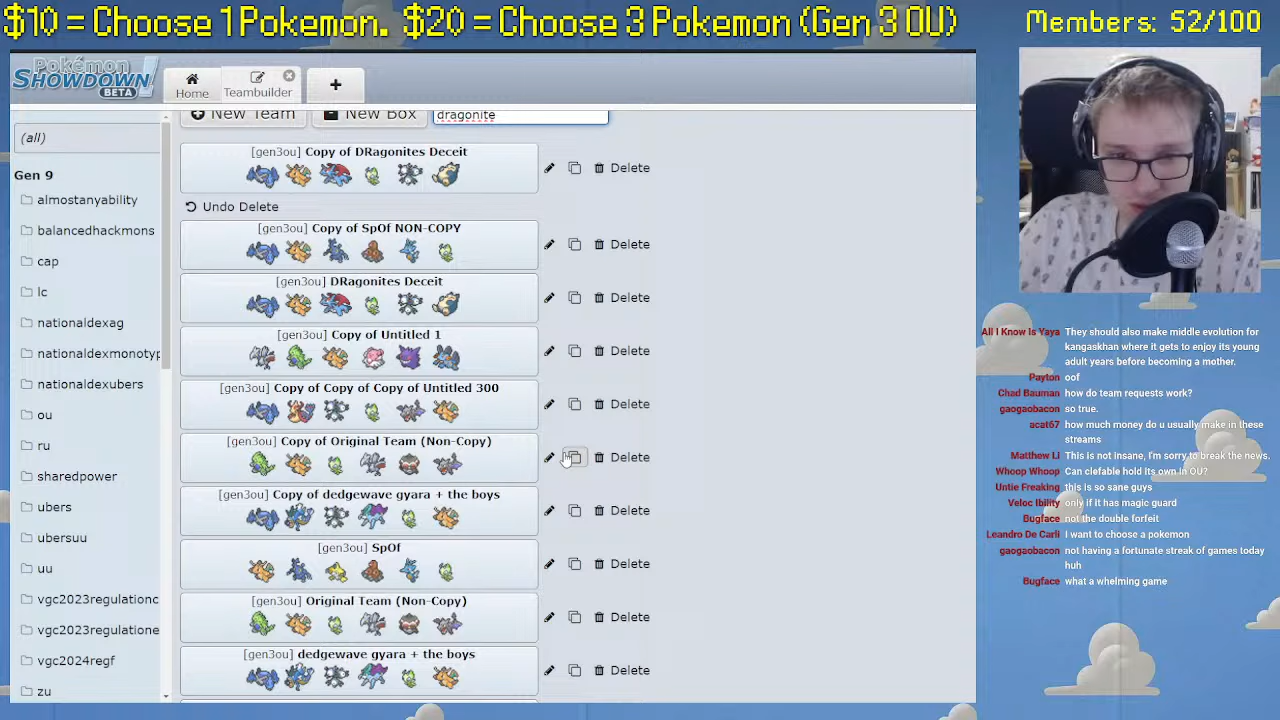 $10 = Choose 1 Pokemon. $20 = Choose 3 Pokemon (Gen 3 OU)
Members: 52/100
Pokémon
SHOWDOWN!
BETA
Home
Teambuilder
+
(all)
Gen 9
almostanyability
balancedhackmons
cap
lc
nationaldexag
nationaldexmonotyp
nationaldexubers
ou
ru
sharedpower
ubers
ubersuu
uu
vgc2023regulationc
vgc2023regulatione
vgc2024regf
zu
New Team
New Box
dragonite
[gen3ou] Copy of DRagonites Deceit
Delete
Undo Delete
[gen3ou] Copy of SpOf NON-COPY
Delete
[gen3ou] DRagonites Deceit
Delete
[gen3ou] Copy of Untitled 1
Delete
[gen3ou] Copy of Copy of Copy of Untitled 300
Delete
[gen3ou] Copy of Original Team (Non-Copy)
Delete
[gen3ou] Copy of dedgewave gyara + the boys
Delete
[gen3ou] SpOf
Delete
[gen3ou] Original Team (Non-Copy)
Delete
[gen3ou] dedgewave gyara + the boys
Delete
All I Know Is Yaya They should also make middle evolution for
kangaskhan where it gets to enjoy its young
adult years before becoming a mother.
Payton oof
Chad Bauman how do team requests work?
gaogaobacon so true.
acat67 how much money do u usually make in these
streams
Matthew Li This is not insane, I'm sorry to break the news.
Whoop Whoop Can clefable hold its own in OU?
Untie Freaking this is so sane guys
Veloc Ibility only if it has magic guard
Bugface not the double forfeit
Leandro De Carli I want to choose a pokemon
gaogaobacon not having a fortunate streak of games today
huh
Bugface what a whelming game